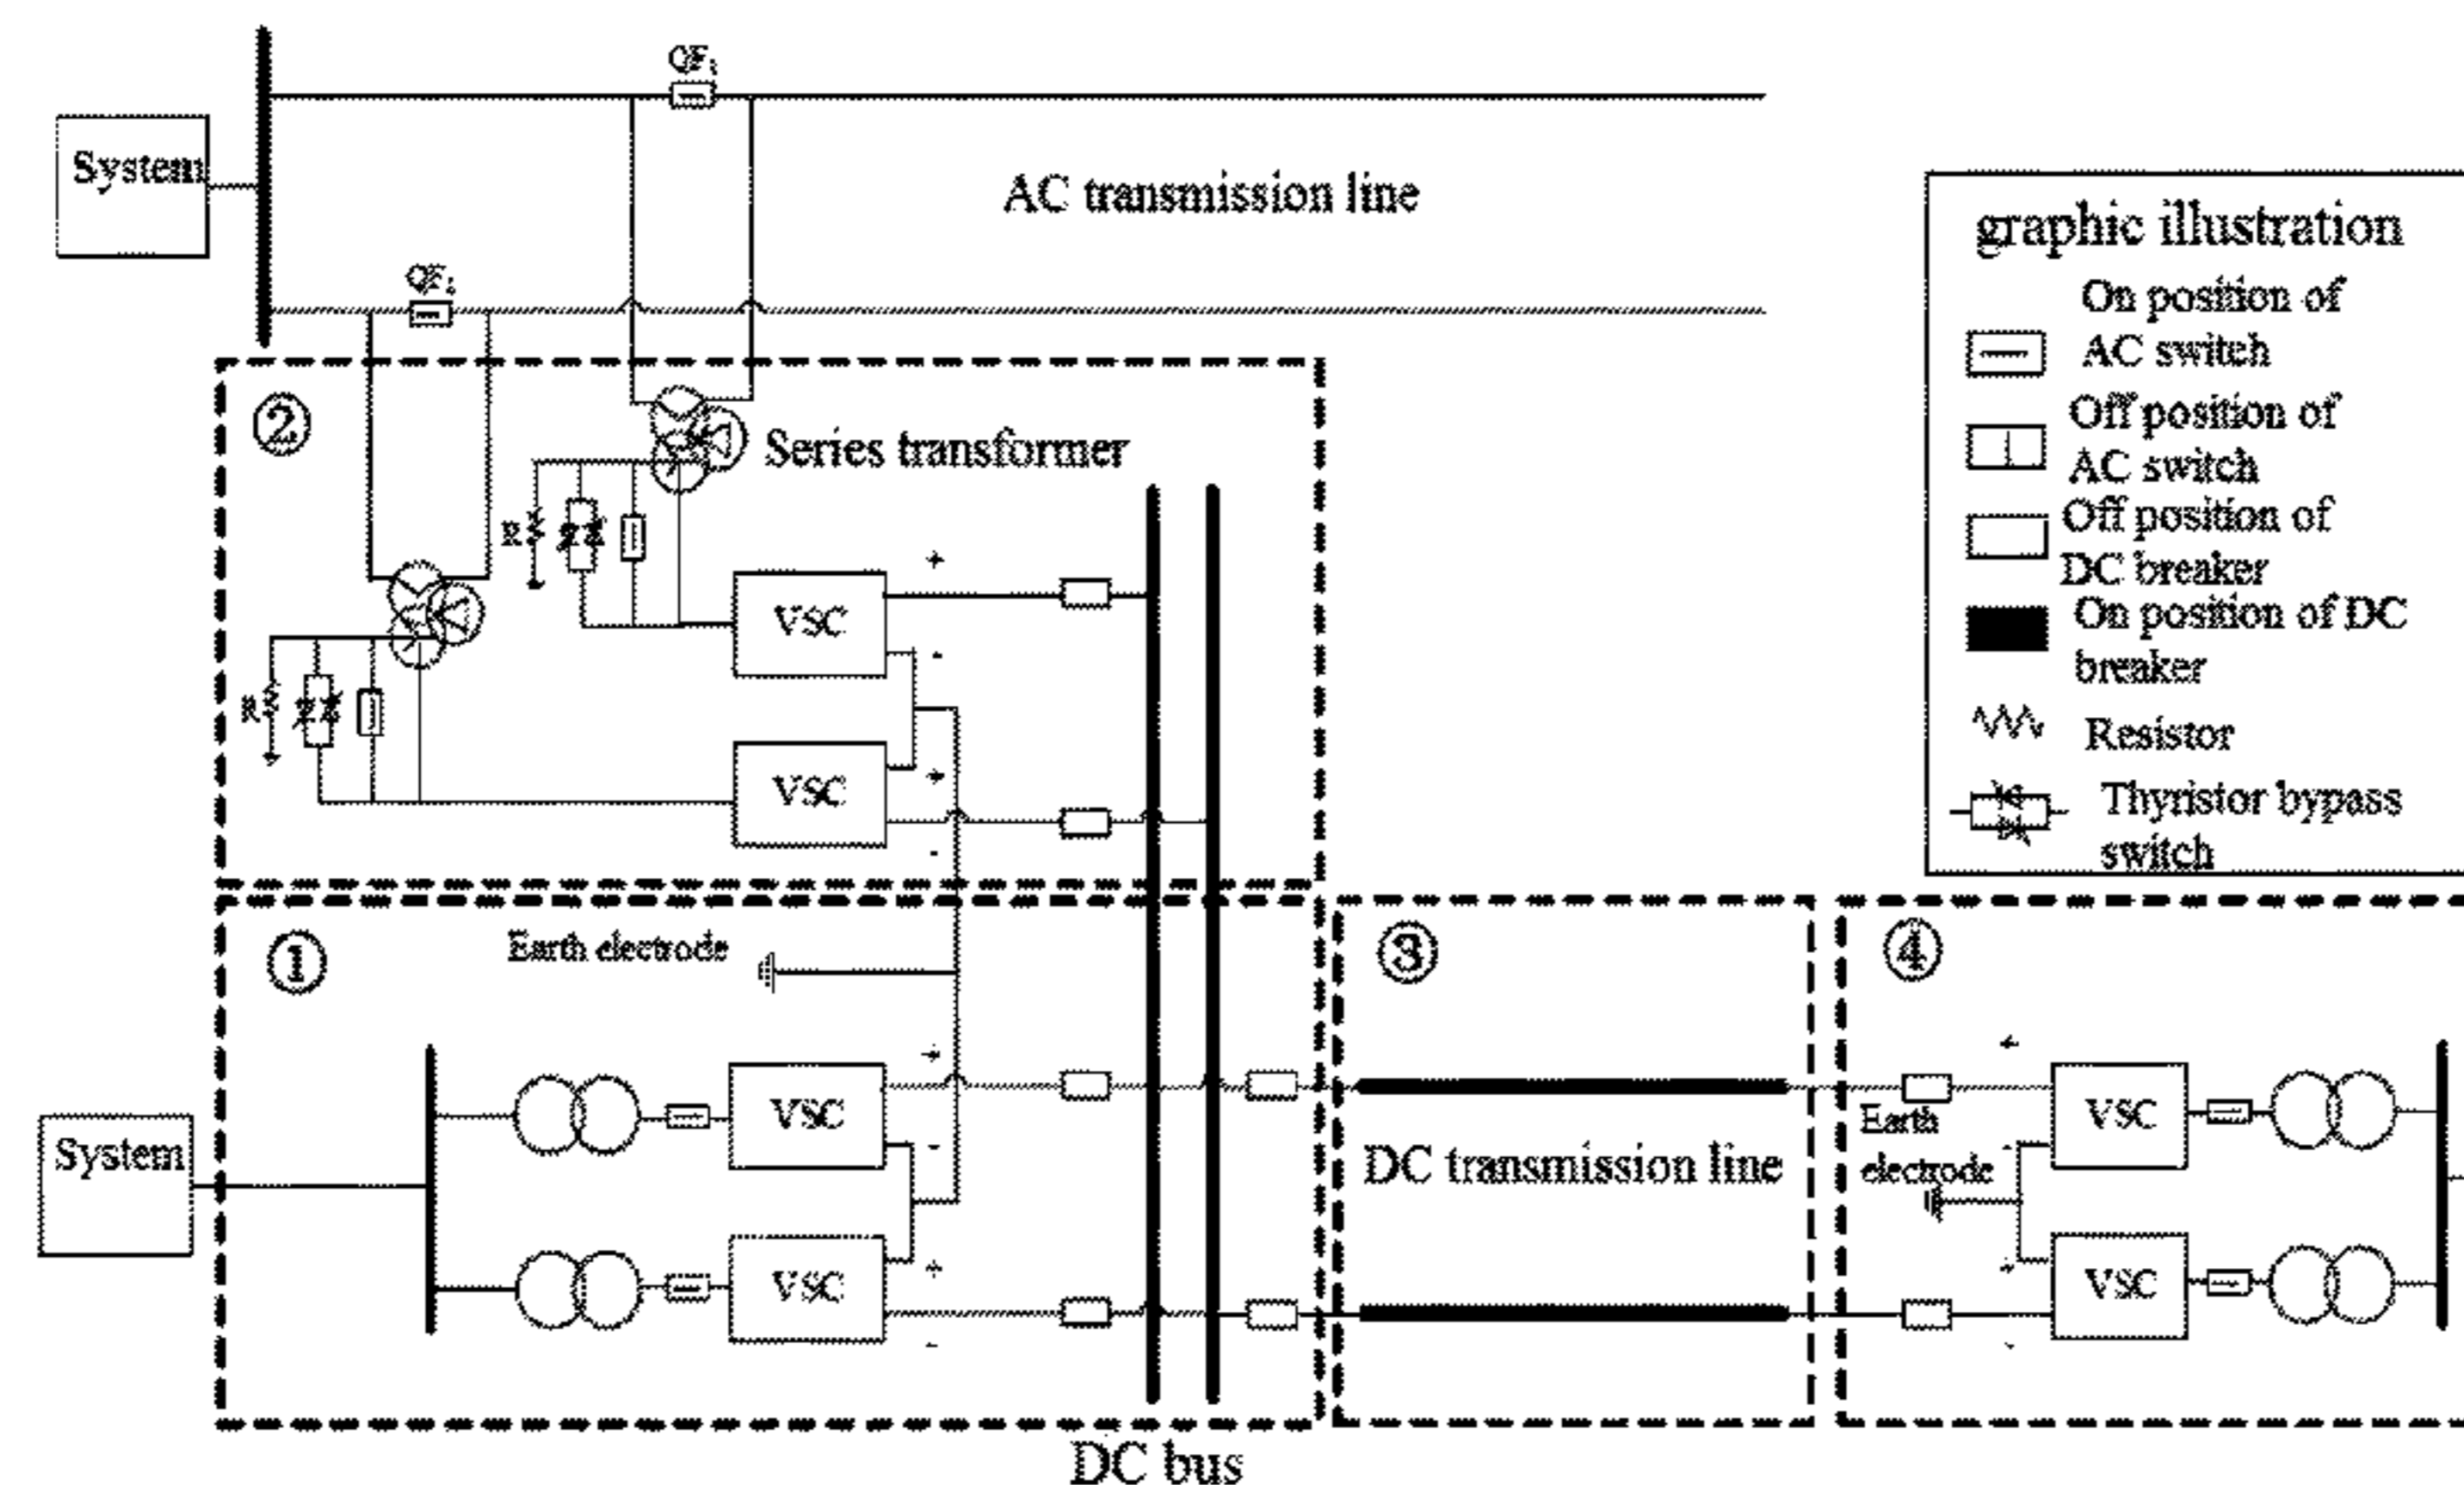 QF₁
System
AC transmission line
QF₂
②
Series transformer
R
VSC
+
-
R
VSC
+
-
graphic illustration
On position of
AC switch
Off position of
AC switch
Off position of
DC breaker
On position of DC
breaker
Resistor
Thyristor bypass
switch
①
Earth electrode
System
VSC
+
-
VSC
+
-
③
DC transmission line
④
Earth
electrode
+
-
VSC
+
-
VSC
DC bus